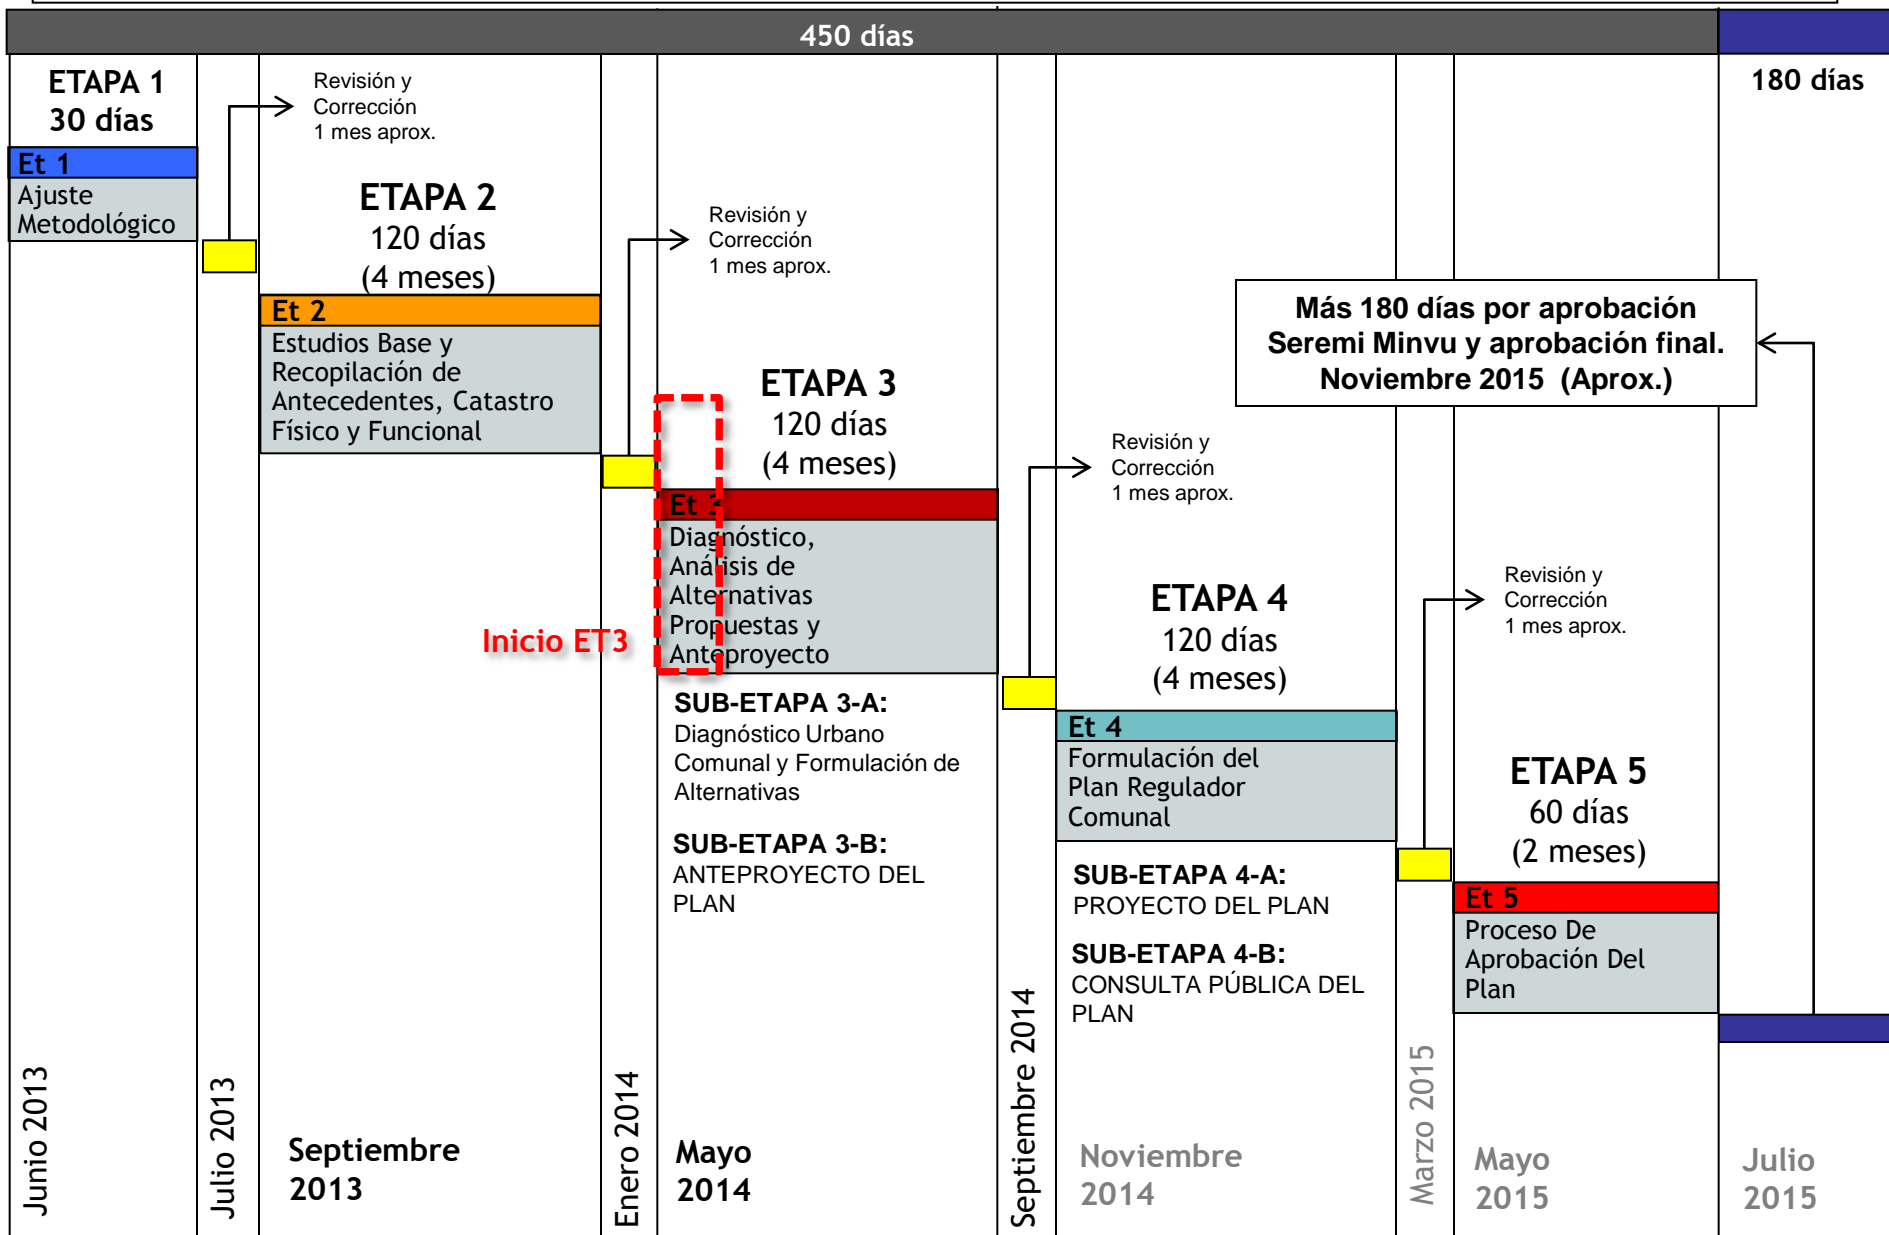 450 días
ETAPA 1
30 días
Et 1
Ajuste
Metodológico
Revisión y
Corrección
1 mes aprox.
ETAPA 2
120 días
(4 meses)
Et 2
Estudios Base y
Recopilación de
Antecedentes, Catastro
Físico y Funcional
Revisión y
Corrección
1 mes aprox.
ETAPA 3
120 días
(4 meses)
Et 3
Diagnóstico,
Análisis de
Alternativas
Propuestas y
Anteproyecto
Inicio ET3
SUB-ETAPA 3-A:
Diagnóstico Urbano
Comunal y Formulación de
Alternativas
SUB-ETAPA 3-B:
ANTEPROYECTO DEL
PLAN
Revisión y
Corrección
1 mes aprox.
ETAPA 4
120 días
(4 meses)
Et 4
Formulación del
Plan Regulador
Comunal
SUB-ETAPA 4-A:
PROYECTO DEL PLAN
SUB-ETAPA 4-B:
CONSULTA PÚBLICA DEL
PLAN
Revisión y
Corrección
1 mes aprox.
ETAPA 5
60 días
(2 meses)
Et 5
Proceso De
Aprobación Del
Plan
180 días
Más 180 días por aprobación
Seremi Minvu y aprobación final.
Noviembre 2015  (Aprox.)
Junio 2013
Julio 2013
Septiembre
2013
Enero 2014
Mayo
2014
Septiembre 2014
Noviembre
2014
Marzo 2015
Mayo
2015
Julio
2015